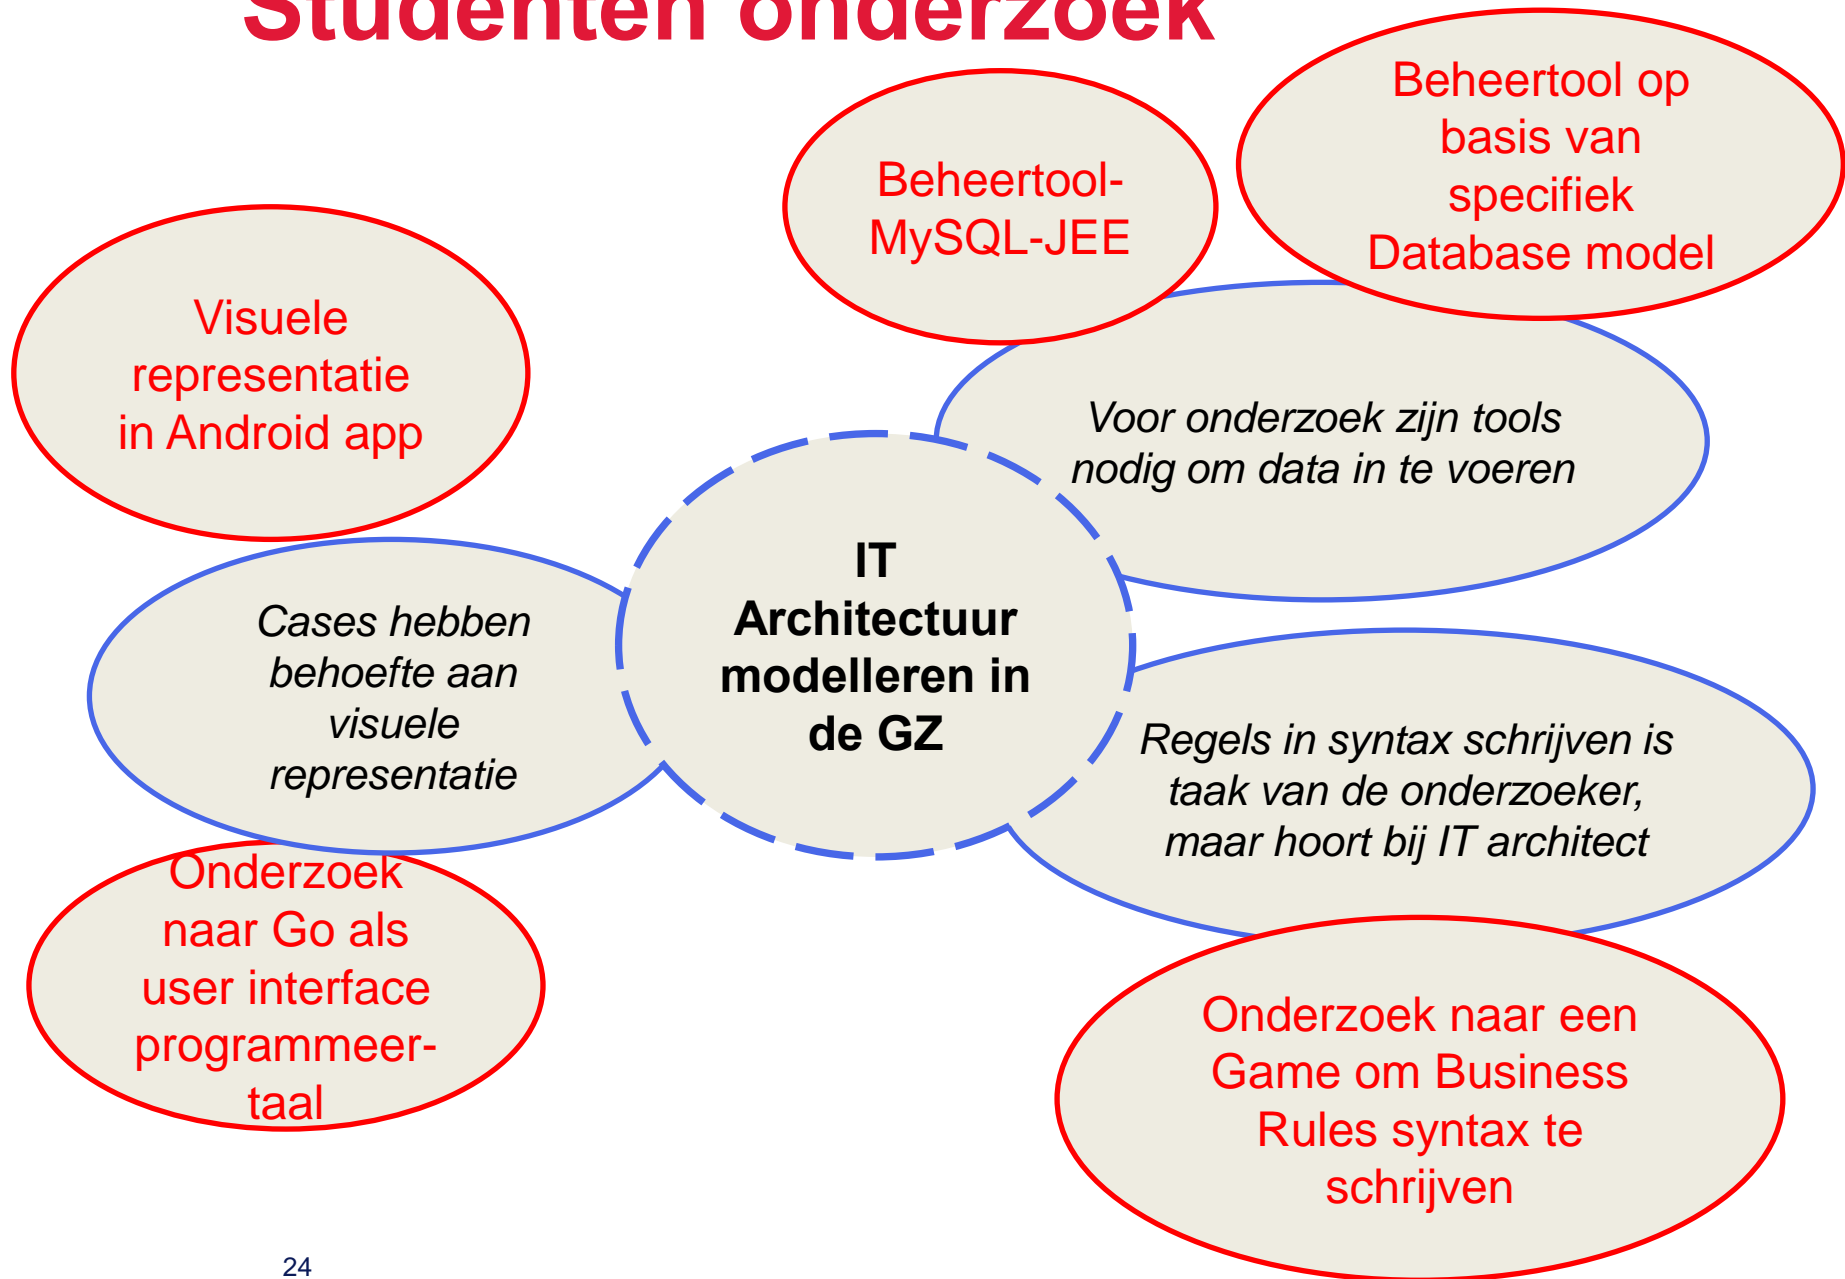 Studenten onderzoek
Beheertool op
basis van
specifiek
Database model
Beheertool-
MySQL-JEE
Visuele
representatie
in Android app
Voor onderzoek zijn tools
nodig om data in te voeren
IT
Architectuur
modelleren in
de GZ
Cases hebben
behoefte aan
visuele
representatie
Regels in syntax schrijven is
taak van de onderzoeker,
maar hoort bij IT architect
Onderzoek
naar Go als
user interface
programmeer-
taal
Onderzoek naar een
Game om Business
Rules syntax te
schrijven
24